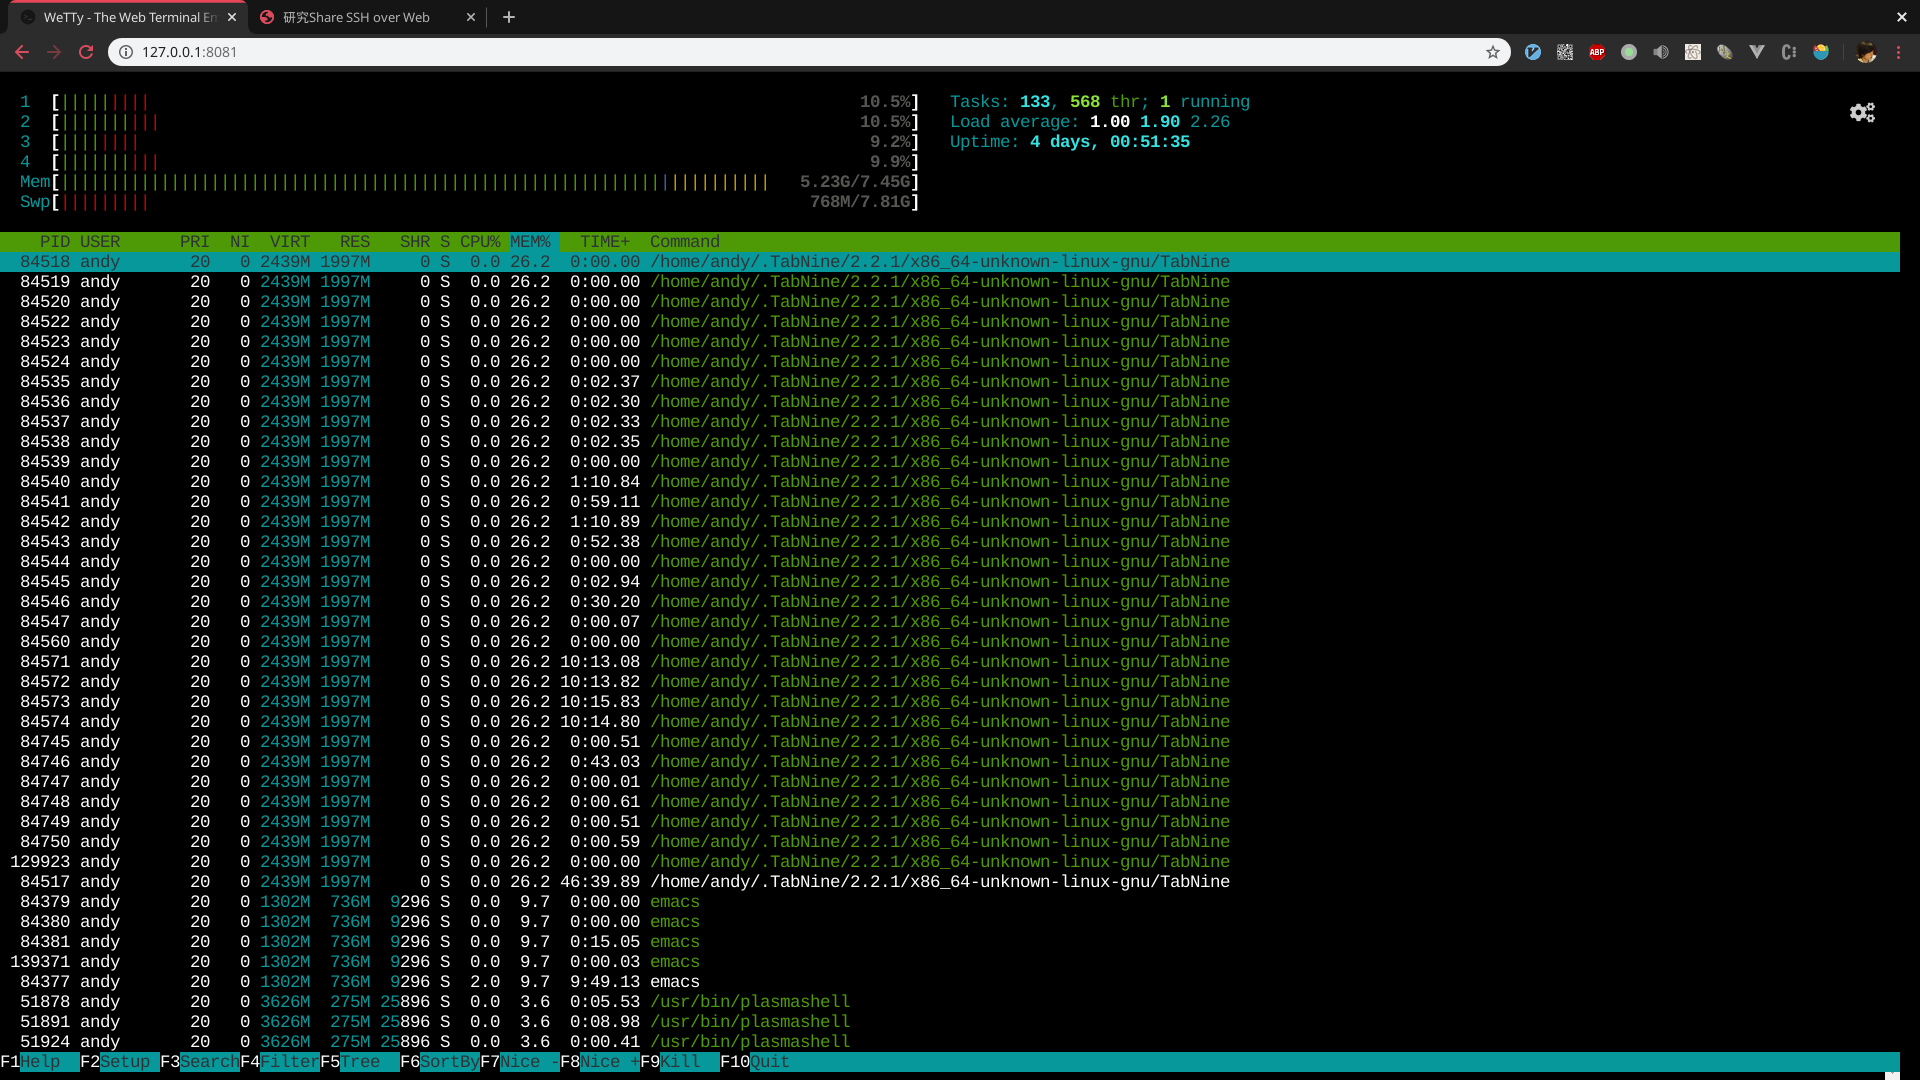 WeTTy - The Web Terminal Em
研究Share SSH over Web
127.0.0.1:8081
ABP
1 [||||||||| 10.5%] Tasks: 133, 568 thr; 1 running
2 [|||||||||| 10.5%] Load average: 1.00 1.90 2.26
3 [|||||||| 9.2%] Uptime: 4 days, 00:51:35
4 [|||||||||| 9.9%]
Mem[||||||||||||||||||||||||||||||||||||||||||||||||||||||||||||||||||||||| 5.23G/7.45G]
Swp[||||||||| 768M/7.81G]
PID USER PRI NI VIRT RES SHR S CPU% MEM% TIME+ Command
84518 andy 20 0 2439M 1997M 0 S 0.0 26.2 0:00.00 /home/andy/.TabNine/2.2.1/x86_64-unknown-linux-gnu/TabNine
84519 andy 20 0 2439M 1997M 0 S 0.0 26.2 0:00.00 /home/andy/.TabNine/2.2.1/x86_64-unknown-linux-gnu/TabNine
84520 andy 20 0 2439M 1997M 0 S 0.0 26.2 0:00.00 /home/andy/.TabNine/2.2.1/x86_64-unknown-linux-gnu/TabNine
84522 andy 20 0 2439M 1997M 0 S 0.0 26.2 0:00.00 /home/andy/.TabNine/2.2.1/x86_64-unknown-linux-gnu/TabNine
84523 andy 20 0 2439M 1997M 0 S 0.0 26.2 0:00.00 /home/andy/.TabNine/2.2.1/x86_64-unknown-linux-gnu/TabNine
84524 andy 20 0 2439M 1997M 0 S 0.0 26.2 0:00.00 /home/andy/.TabNine/2.2.1/x86_64-unknown-linux-gnu/TabNine
84535 andy 20 0 2439M 1997M 0 S 0.0 26.2 0:02.37 /home/andy/.TabNine/2.2.1/x86_64-unknown-linux-gnu/TabNine
84536 andy 20 0 2439M 1997M 0 S 0.0 26.2 0:02.30 /home/andy/.TabNine/2.2.1/x86_64-unknown-linux-gnu/TabNine
84537 andy 20 0 2439M 1997M 0 S 0.0 26.2 0:02.33 /home/andy/.TabNine/2.2.1/x86_64-unknown-linux-gnu/TabNine
84538 andy 20 0 2439M 1997M 0 S 0.0 26.2 0:02.35 /home/andy/.TabNine/2.2.1/x86_64-unknown-linux-gnu/TabNine
84539 andy 20 0 2439M 1997M 0 S 0.0 26.2 0:00.00 /home/andy/.TabNine/2.2.1/x86_64-unknown-linux-gnu/TabNine
84540 andy 20 0 2439M 1997M 0 S 0.0 26.2 1:10.84 /home/andy/.TabNine/2.2.1/x86_64-unknown-linux-gnu/TabNine
84541 andy 20 0 2439M 1997M 0 S 0.0 26.2 0:59.11 /home/andy/.TabNine/2.2.1/x86_64-unknown-linux-gnu/TabNine
84542 andy 20 0 2439M 1997M 0 S 0.0 26.2 1:10.89 /home/andy/.TabNine/2.2.1/x86_64-unknown-linux-gnu/TabNine
84543 andy 20 0 2439M 1997M 0 S 0.0 26.2 0:52.38 /home/andy/.TabNine/2.2.1/x86_64-unknown-linux-gnu/TabNine
84544 andy 20 0 2439M 1997M 0 S 0.0 26.2 0:00.00 /home/andy/.TabNine/2.2.1/x86_64-unknown-linux-gnu/TabNine
84545 andy 20 0 2439M 1997M 0 S 0.0 26.2 0:02.94 /home/andy/.TabNine/2.2.1/x86_64-unknown-linux-gnu/TabNine
84546 andy 20 0 2439M 1997M 0 S 0.0 26.2 0:30.20 /home/andy/.TabNine/2.2.1/x86_64-unknown-linux-gnu/TabNine
84547 andy 20 0 2439M 1997M 0 S 0.0 26.2 0:00.07 /home/andy/.TabNine/2.2.1/x86_64-unknown-linux-gnu/TabNine
84560 andy 20 0 2439M 1997M 0 S 0.0 26.2 0:00.00 /home/andy/.TabNine/2.2.1/x86_64-unknown-linux-gnu/TabNine
84571 andy 20 0 2439M 1997M 0 S 0.0 26.2 10:13.08 /home/andy/.TabNine/2.2.1/x86_64-unknown-linux-gnu/TabNine
84572 andy 20 0 2439M 1997M 0 S 0.0 26.2 10:13.82 /home/andy/.TabNine/2.2.1/x86_64-unknown-linux-gnu/TabNine
84573 andy 20 0 2439M 1997M 0 S 0.0 26.2 10:15.83 /home/andy/.TabNine/2.2.1/x86_64-unknown-linux-gnu/TabNine
84574 andy 20 0 2439M 1997M 0 S 0.0 26.2 10:14.80 /home/andy/.TabNine/2.2.1/x86_64-unknown-linux-gnu/TabNine
84745 andy 20 0 2439M 1997M 0 S 0.0 26.2 0:00.51 /home/andy/.TabNine/2.2.1/x86_64-unknown-linux-gnu/TabNine
84746 andy 20 0 2439M 1997M 0 S 0.0 26.2 0:43.03 /home/andy/.TabNine/2.2.1/x86_64-unknown-linux-gnu/TabNine
84747 andy 20 0 2439M 1997M 0 S 0.0 26.2 0:00.01 /home/andy/.TabNine/2.2.1/x86_64-unknown-linux-gnu/TabNine
84748 andy 20 0 2439M 1997M 0 S 0.0 26.2 0:00.61 /home/andy/.TabNine/2.2.1/x86_64-unknown-linux-gnu/TabNine
84749 andy 20 0 2439M 1997M 0 S 0.0 26.2 0:00.51 /home/andy/.TabNine/2.2.1/x86_64-unknown-linux-gnu/TabNine
84750 andy 20 0 2439M 1997M 0 S 0.0 26.2 0:00.59 /home/andy/.TabNine/2.2.1/x86_64-unknown-linux-gnu/TabNine
129923 andy 20 0 2439M 1997M 0 S 0.0 26.2 0:00.00 /home/andy/.TabNine/2.2.1/x86_64-unknown-linux-gnu/TabNine
84517 andy 20 0 2439M 1997M 0 S 0.0 26.2 46:39.89 /home/andy/.TabNine/2.2.1/x86_64-unknown-linux-gnu/TabNine
84379 andy 20 0 1302M 736M 9296 S 0.0 9.7 0:00.00 emacs
84380 andy 20 0 1302M 736M 9296 S 0.0 9.7 0:00.00 emacs
84381 andy 20 0 1302M 736M 9296 S 0.0 9.7 0:15.05 emacs
139371 andy 20 0 1302M 736M 9296 S 0.0 9.7 0:00.03 emacs
84377 andy 20 0 1302M 736M 9296 S 2.0 9.7 9:49.13 emacs
51878 andy 20 0 3626M 275M 25896 S 0.0 3.6 0:05.53 /usr/bin/plasmashell
51891 andy 20 0 3626M 275M 25896 S 0.0 3.6 0:08.98 /usr/bin/plasmashell
51924 andy 20 0 3626M 275M 25896 S 0.0 3.6 0:00.41 /usr/bin/plasmashell
F1Help F2Setup F3SearchF4FilterF5Tree F6SortByF7Nice -F8Nice +F9Kill F10Quit